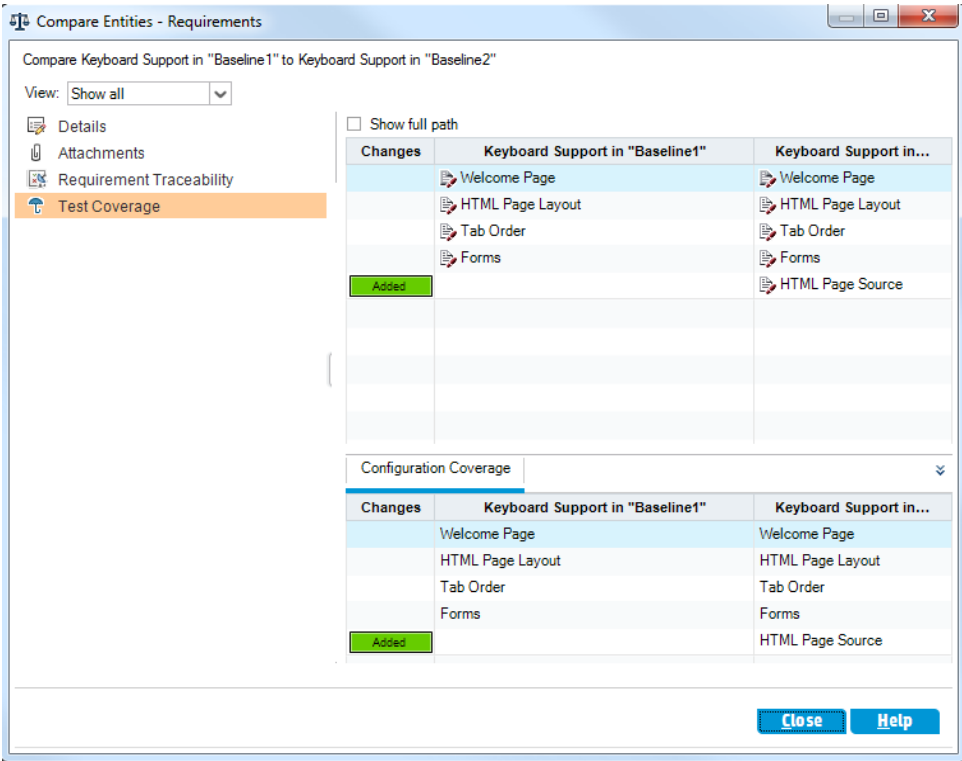 Compare Entities - Requirements
Compare Keyboard Support in "Baseline1" to Keyboard Support in "Baseline2"
View: Show all
Details
Attachments
Requirement Traceability
Test Coverage
Show full path
Changes Keyboard Support in "Baseline1" Keyboard Support in...
Welcome Page Welcome Page
HTML Page Layout HTML Page Layout
Tab Order Tab Order
Forms Forms
Added HTML Page Source
Configuration Coverage
Changes Keyboard Support in "Baseline1" Keyboard Support in...
Welcome Page Welcome Page
HTML Page Layout HTML Page Layout
Tab Order Tab Order
Forms Forms
Added HTML Page Source
Close Help